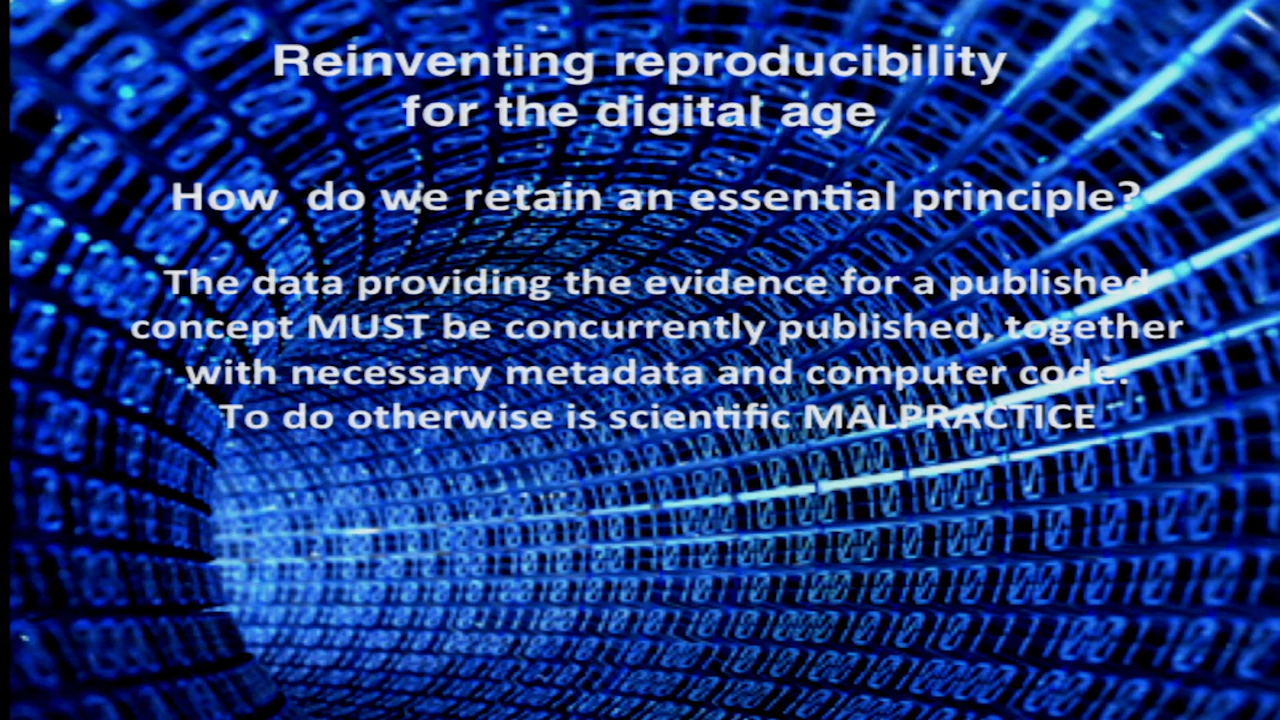 Reinventing reproducibility
for the digital age
How do we retain an essential principle?
The data providing the evidence for a published
concept MUST be concurrently published, together
with necessary metadata and computer code.
To do otherwise is scientific MALPRACTICE